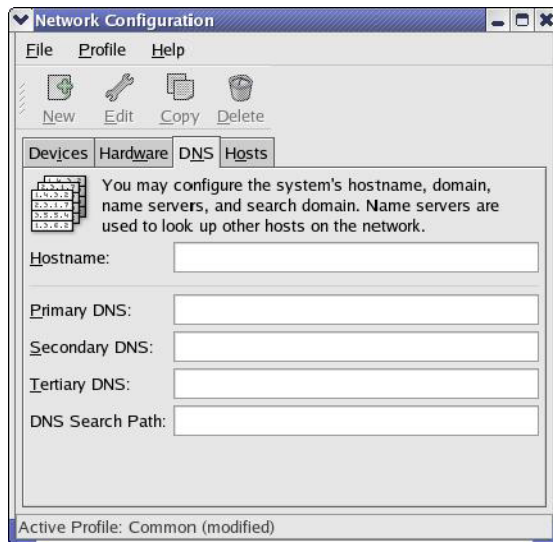 Network Configuration
File Profile Help
New Edit Copy Delete
Devices Hardware DNS Hosts
You may configure the system's hostname, domain,
name servers, and search domain. Name servers are
used to look up other hosts on the network.
Hostname:
Primary DNS:
Secondary DNS:
Tertiary DNS:
DNS Search Path:
Active Profile: Common (modified)